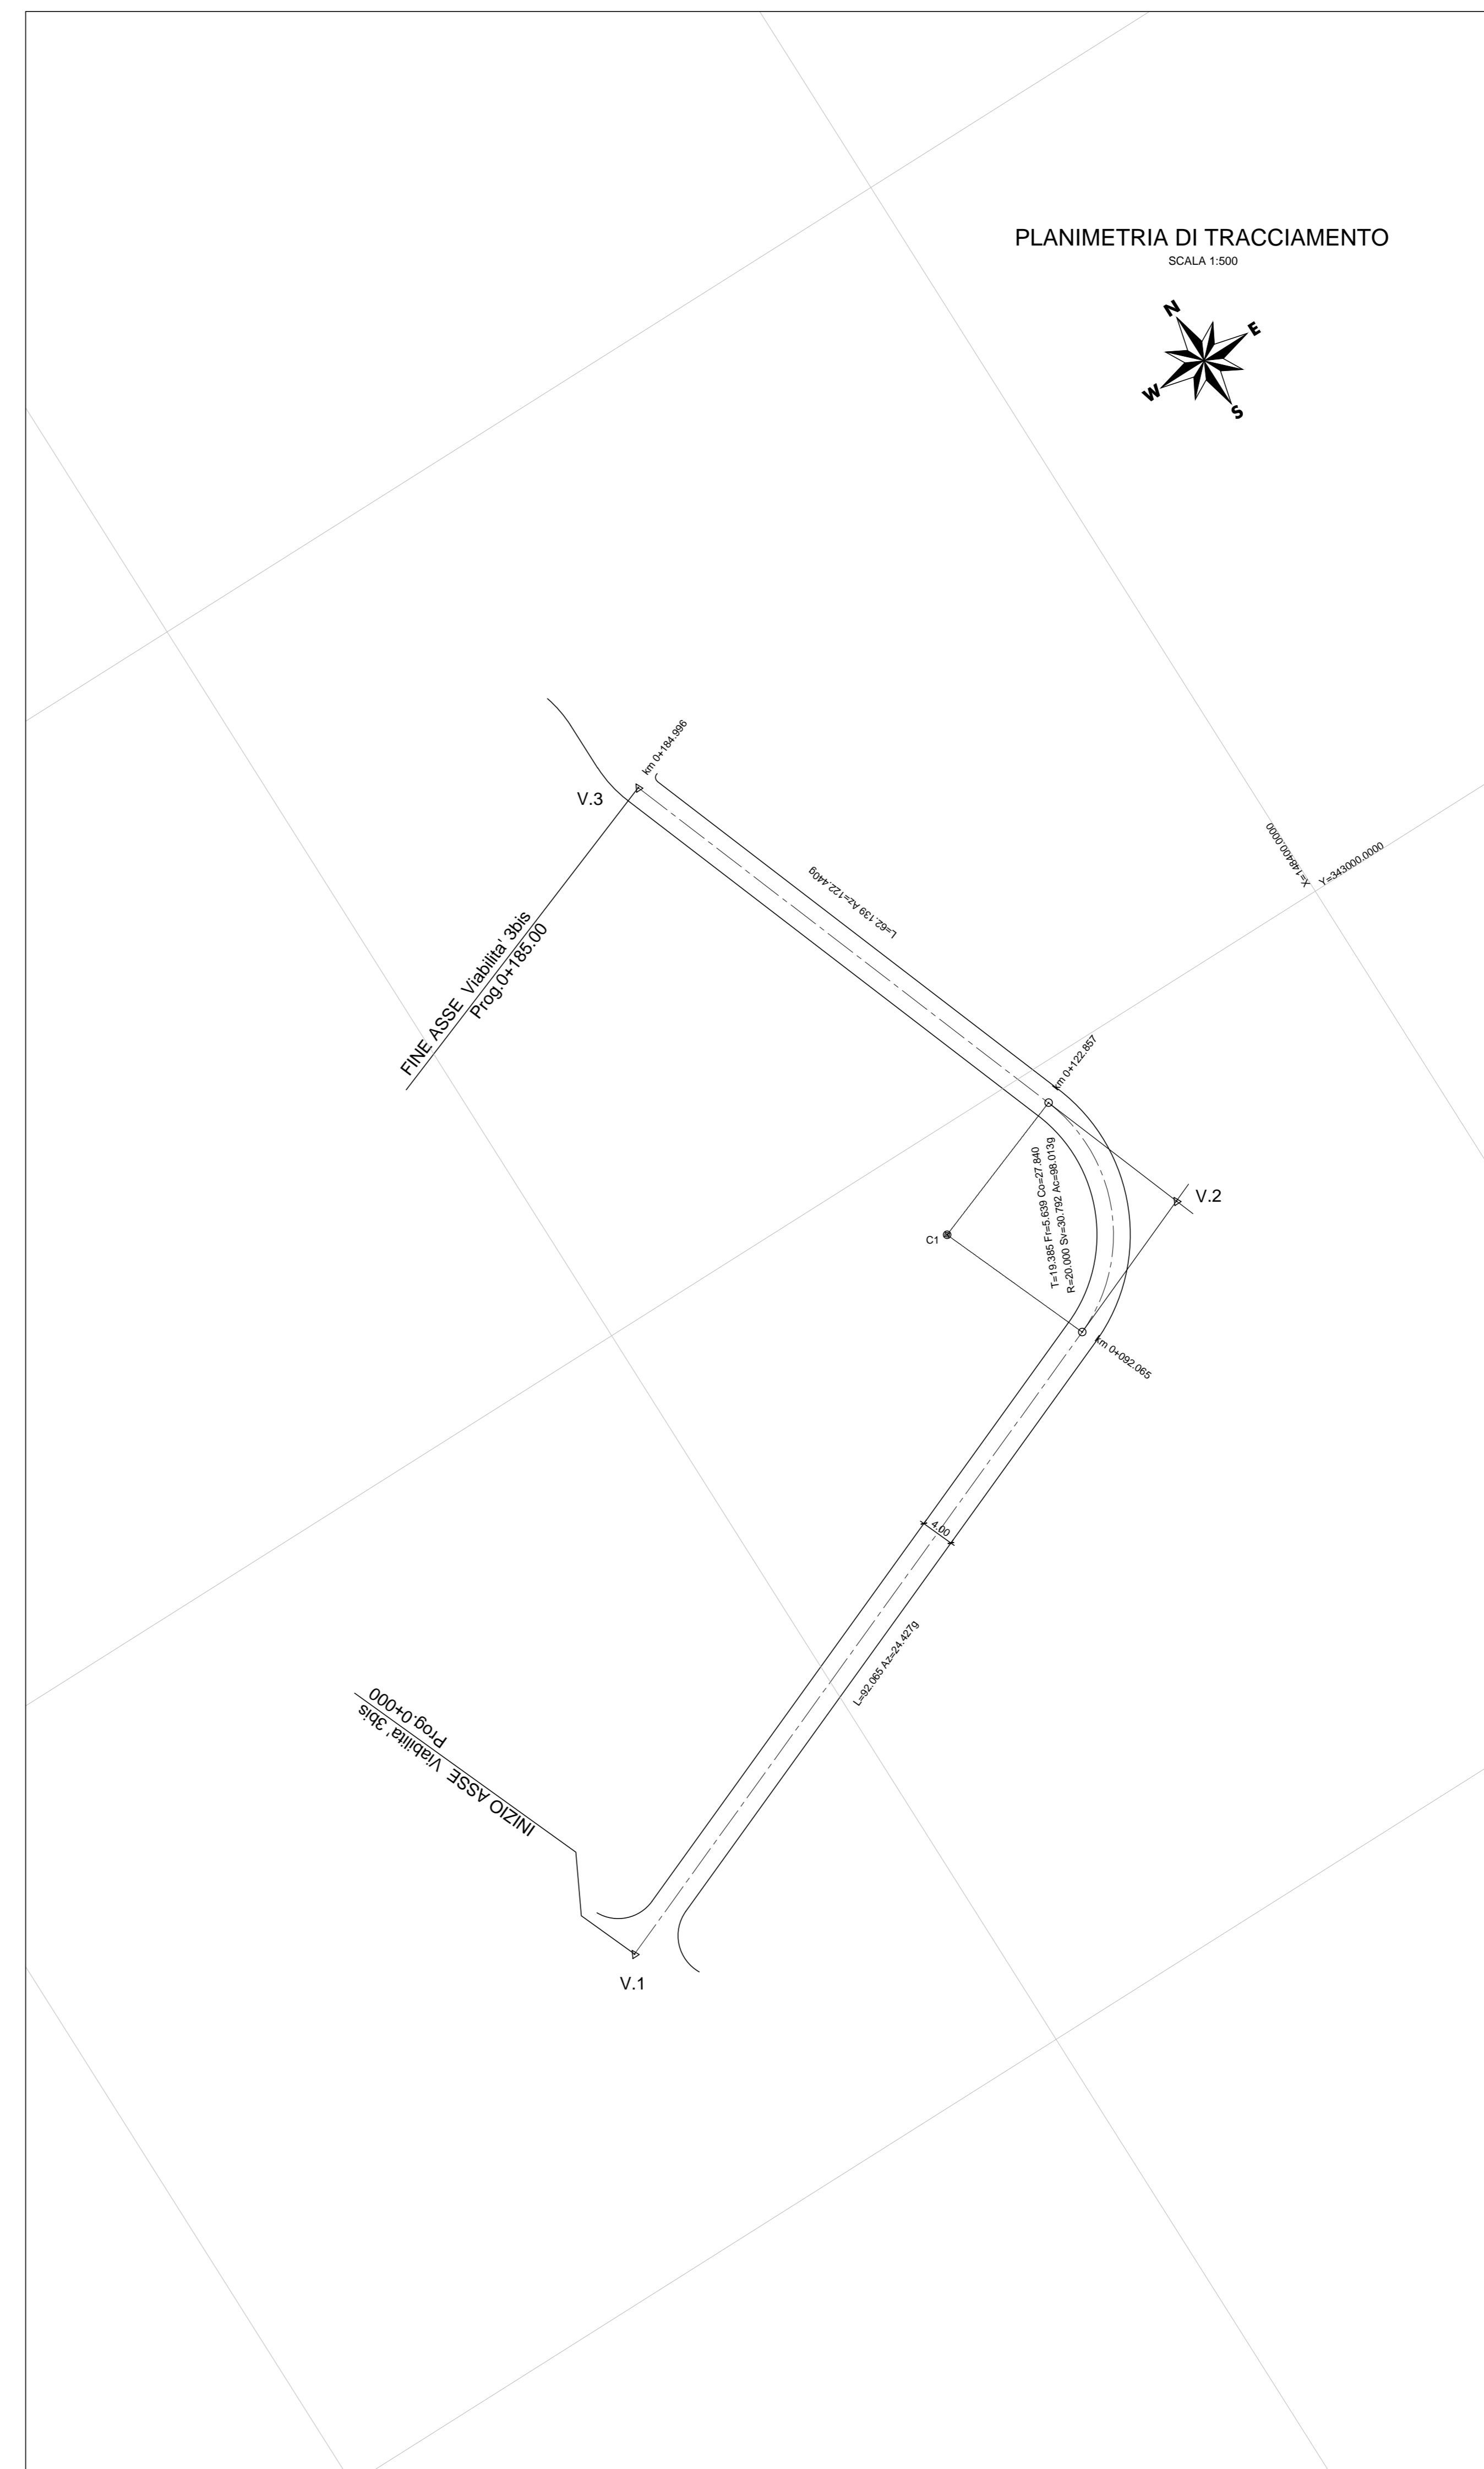 PLANIMETRIA DI TRACCIAMENTO
SCALA 1:500
N
E
W
S
km 0+184.996
V.3
X=148400.0000
Y=343000.0000
L=62.139 Az=122.440g
FINE ASSE Viabilita' 3bis
Prog.0+185.00
km 0+122.857
T=19.385 Fr=5.639 Co=27.840
R=20.000 Sv=30.792 Ac=98.013g
V.2
C1
km 0+092.065
4.00
L=92.065 Az=24.427g
INIZIO ASSE Viabilita' 3bis
Prog.0+000
V.1